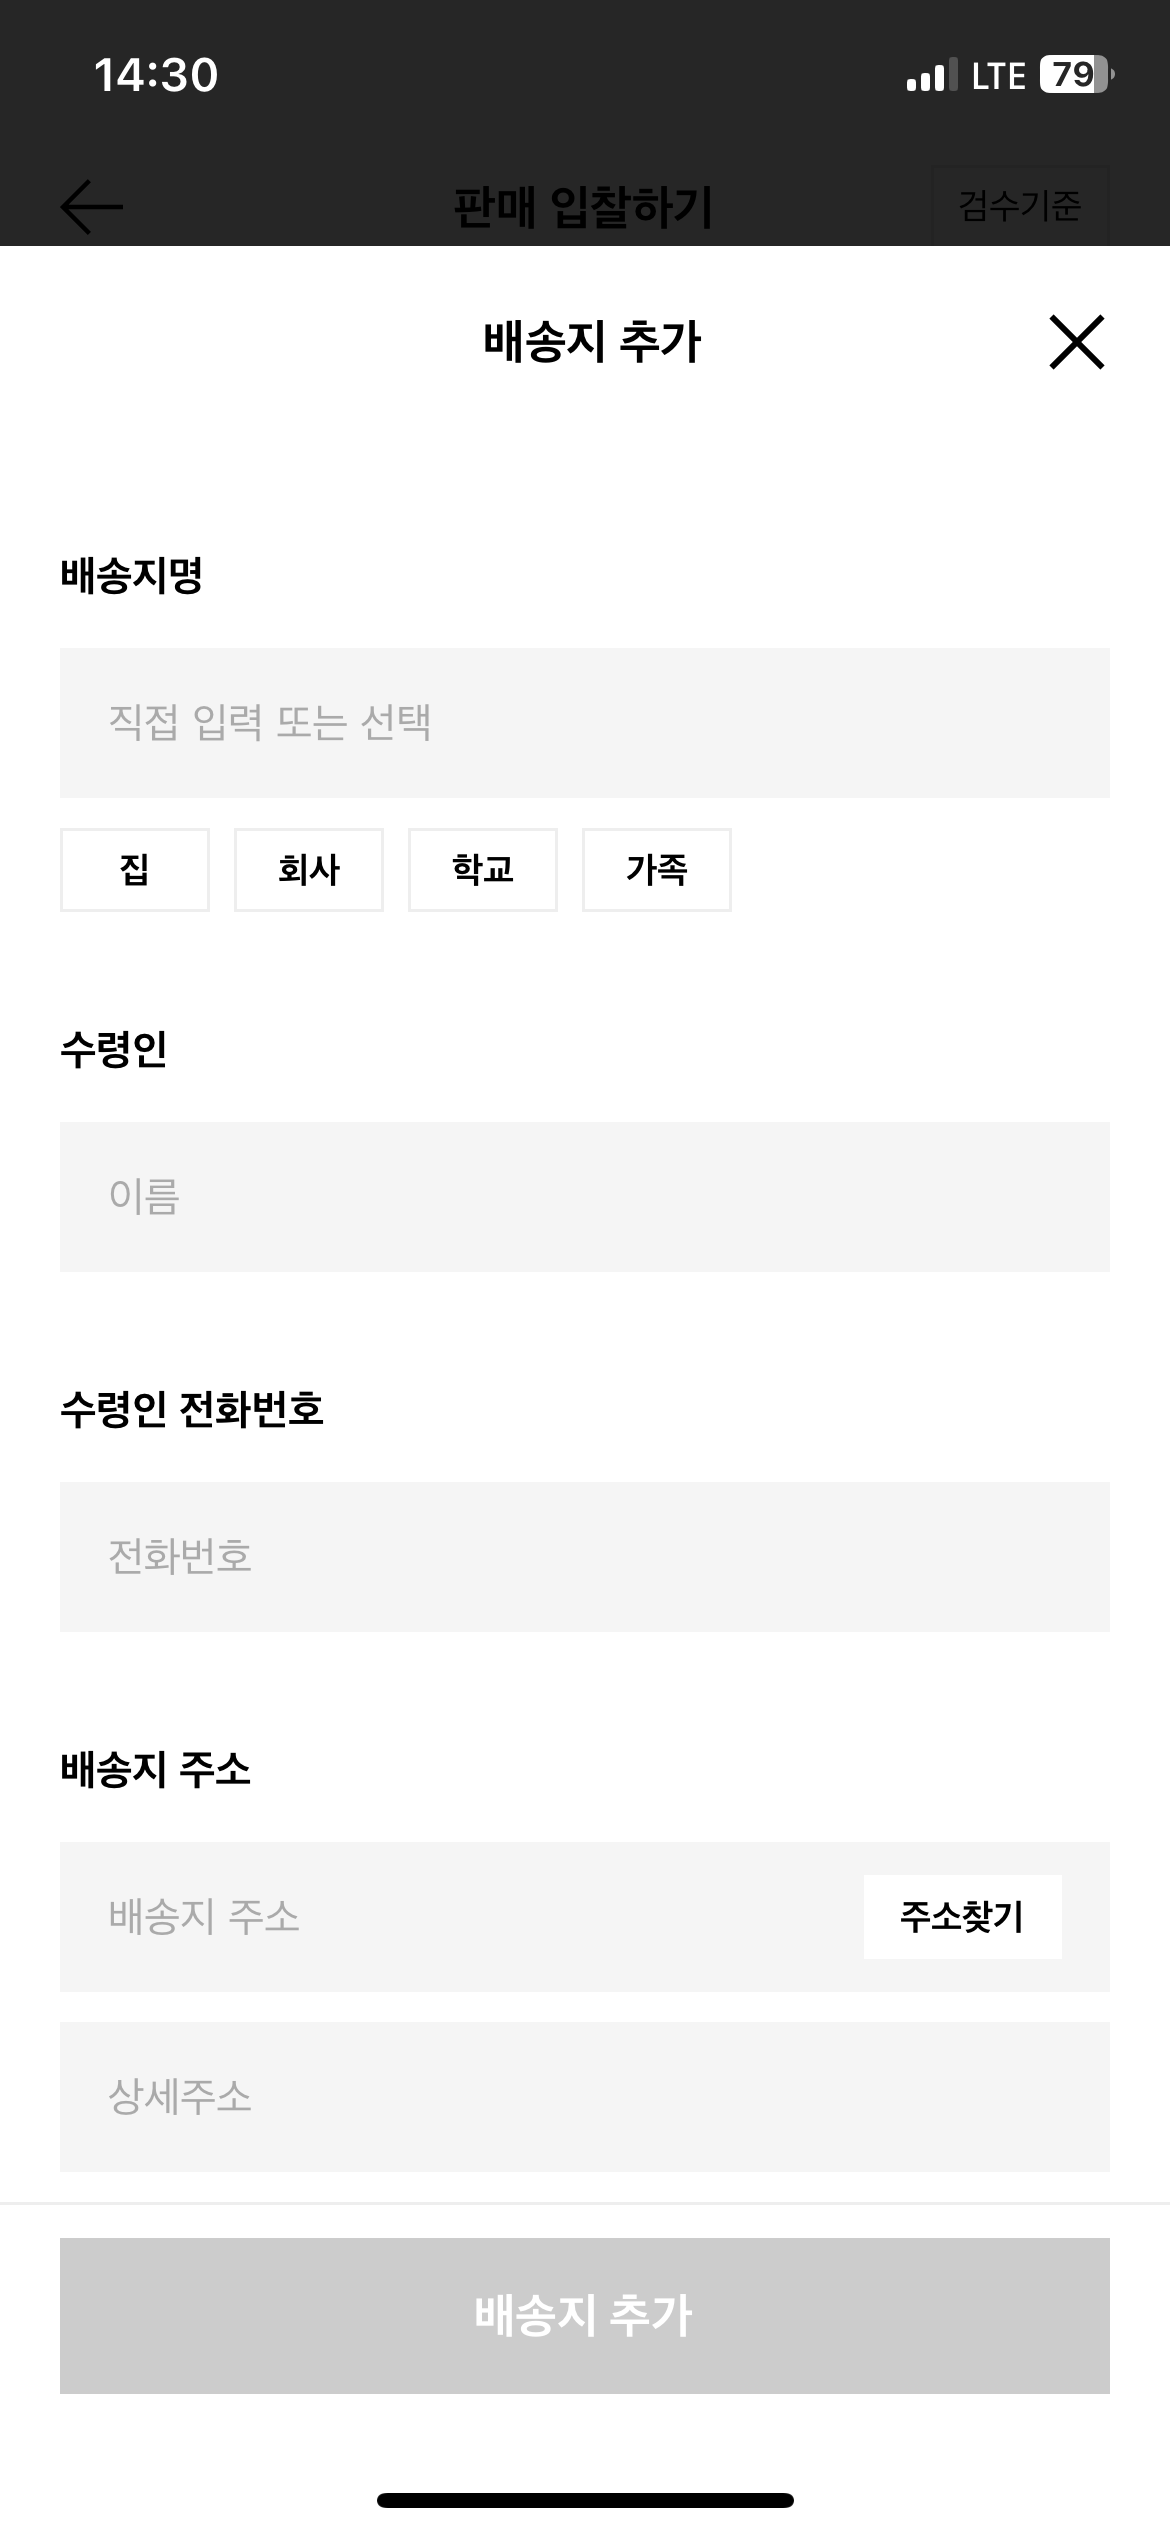 14:30
LTE 79
판매 입찰하기
검수기준
배송지 추가
배송지명
직접 입력 또는 선택
집 회사 학교 가족
수령인
이름
수령인 전화번호
전화번호
배송지 주소
배송지 주소 주소찾기
상세주소
배송지 추가